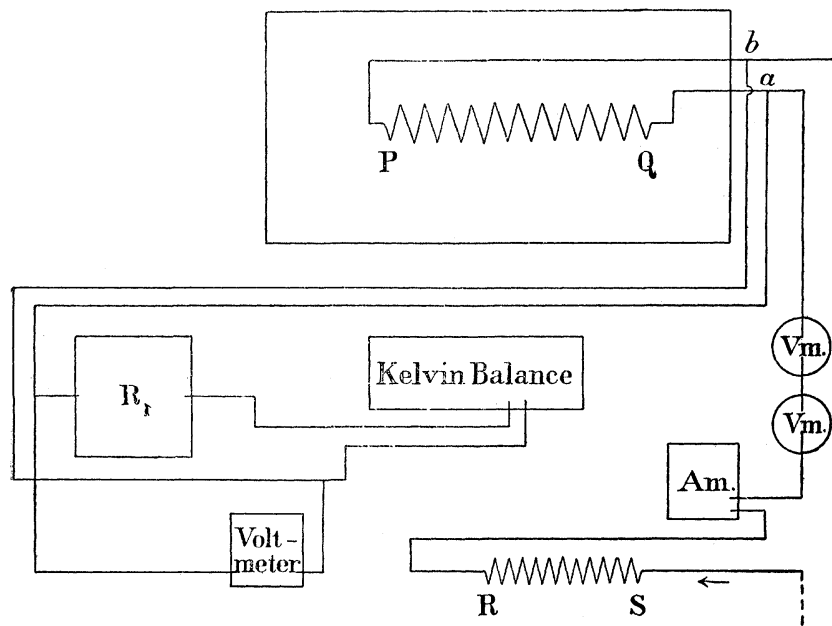 b
a
P Q
Vm.
R₁ Kelvin Balance
Vm.
Am.
Volt-
meter
R S